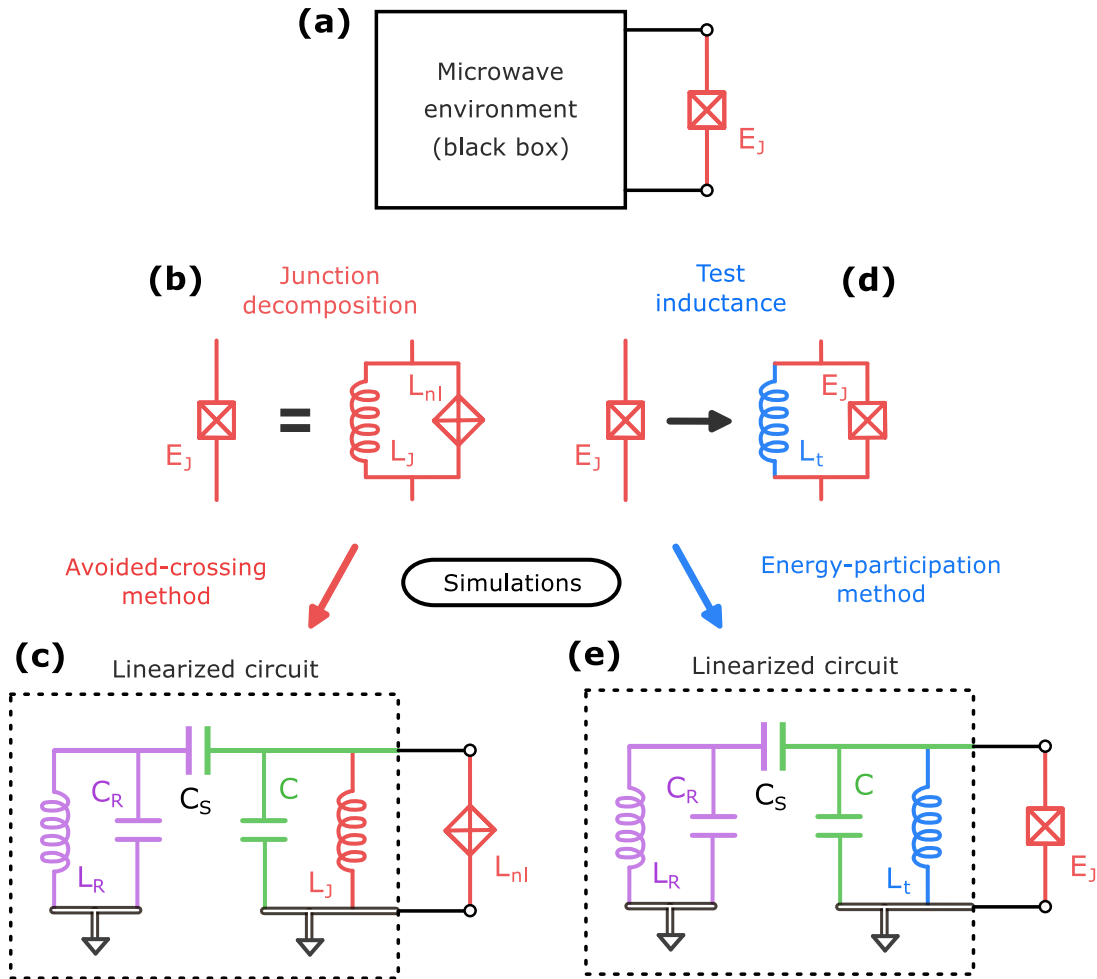 (a)
Microwave
environment
(black box)
E_J
(b)
Junction
decomposition
E_J
=
L_nl
L_J
Test
inductance
(d)
E_J
E_J
L_t
Avoided-crossing
method
Simulations
Energy-participation
method
(c)
Linearized circuit
C_R
C_S
C
L_R
L_J
L_nl
(e)
Linearized circuit
C_R
C_S
C
L_R
L_t
E_J